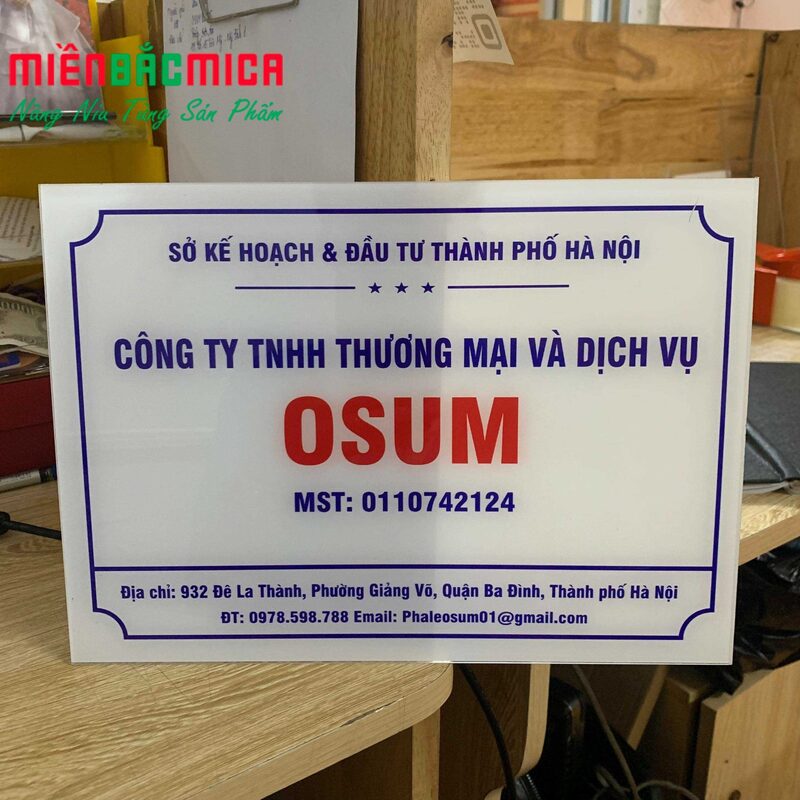 MIỀNBẮCMICA
Nâng Niu Từng Sản Phẩm
SỞ KẾ HOẠCH & ĐẦU TƯ THÀNH PHỐ HÀ NỘI
CÔNG TY TNHH THƯƠNG MẠI VÀ DỊCH VỤ
OSUM
MST: 0110742124
Địa chỉ: 932 Đê La Thành, Phường Giảng Võ, Quận Ba Đình, Thành phố Hà Nội
ĐT: 0978.598.788 Email: Phaleosum01@gmail.com